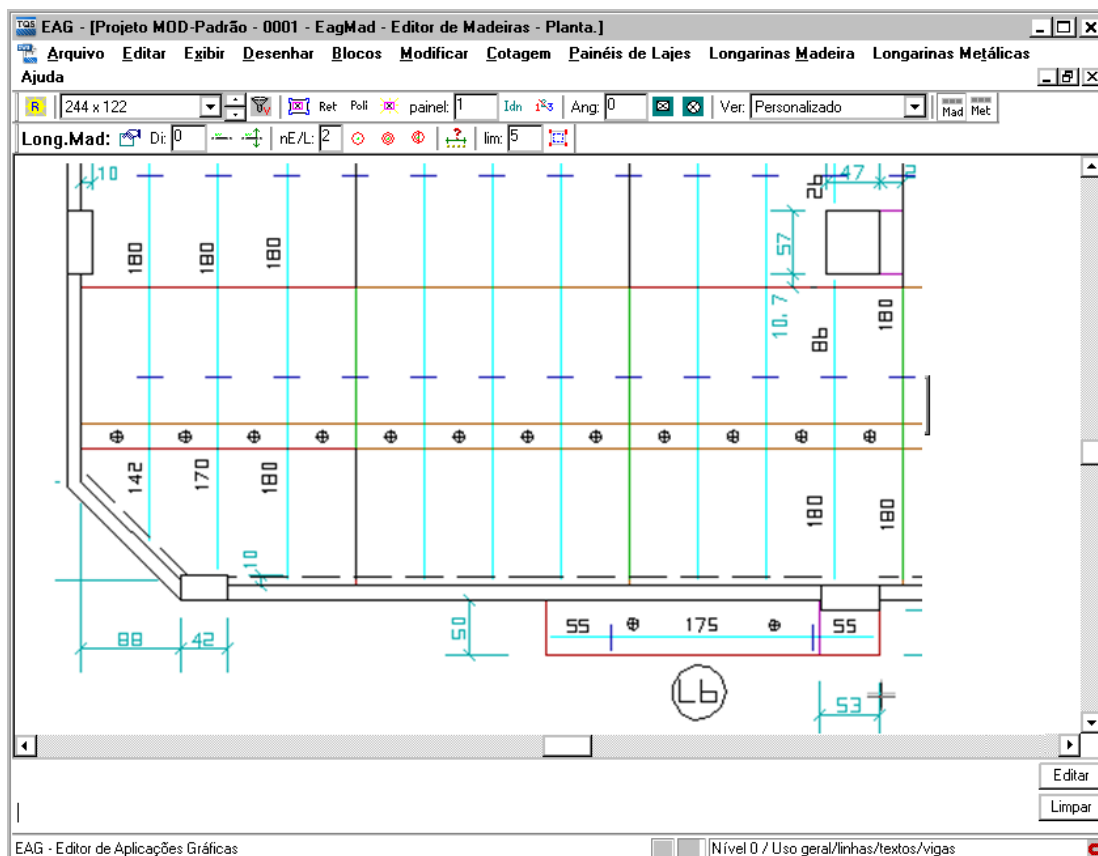 TQS EAG - [Projeto MOD-Padrão - 0001 - EagMad - Editor de Madeiras - Planta.]
Arquivo Editar Exibir Desenhar Blocos Modificar Cotagem Painéis de Lajes Longarinas Madeira Longarinas Metálicas
Ajuda
R 244 x 122 Ret Poli painel: 1 Idn Ang: 0 Ver: Personalizado Mad Met
Long.Mad: Di: 0 nE/L: 2 lim: 5
10 26 47
180 180 180 57
10,7 86 180
142 170 180 180 180
10
88 42 50 55 175 55
L6
53
Editar
Limpar
EAG - Editor de Aplicações Gráficas Nível 0 / Uso geral/linhas/textos/vigas